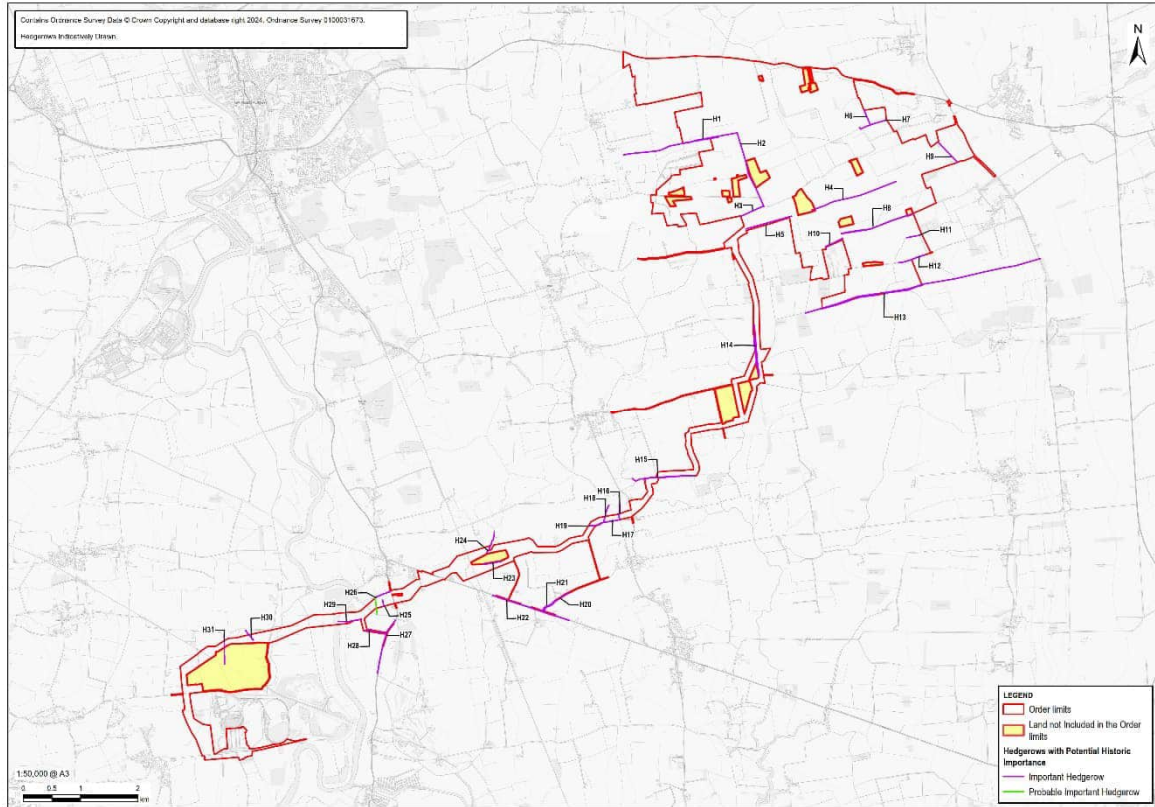 Contains Ordnance Survey Data © Crown Copyright and database right 2024. Ordnance Survey 0100031673.
Hedgerows Indicatively Drawn.
N
H1
H2
H6
H7
H9
H4
H3
H5
H8
H10
H11
H12
H13
H14
H15
H16
H18
H19
H17
H24
H23
H21
H20
H22
H26
H25
H29
H30
H31
H28
H27
LEGEND
Order limits
Land not Included in the Order
limits
Hedgerows with Potential Historic
Importance
Important Hedgerow
Probable Important Hedgerow
1:50,000 @ A3
0 0.5 1 2
km